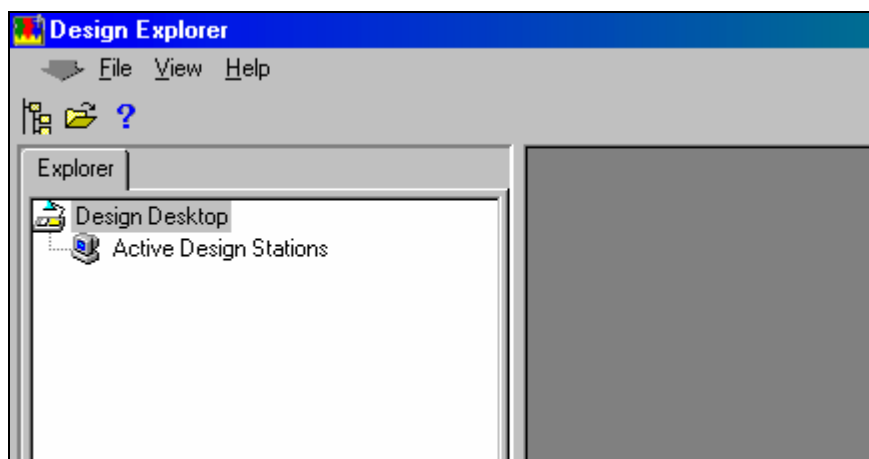 Design Explorer
File View Help
?
Explorer
Design Desktop
Active Design Stations